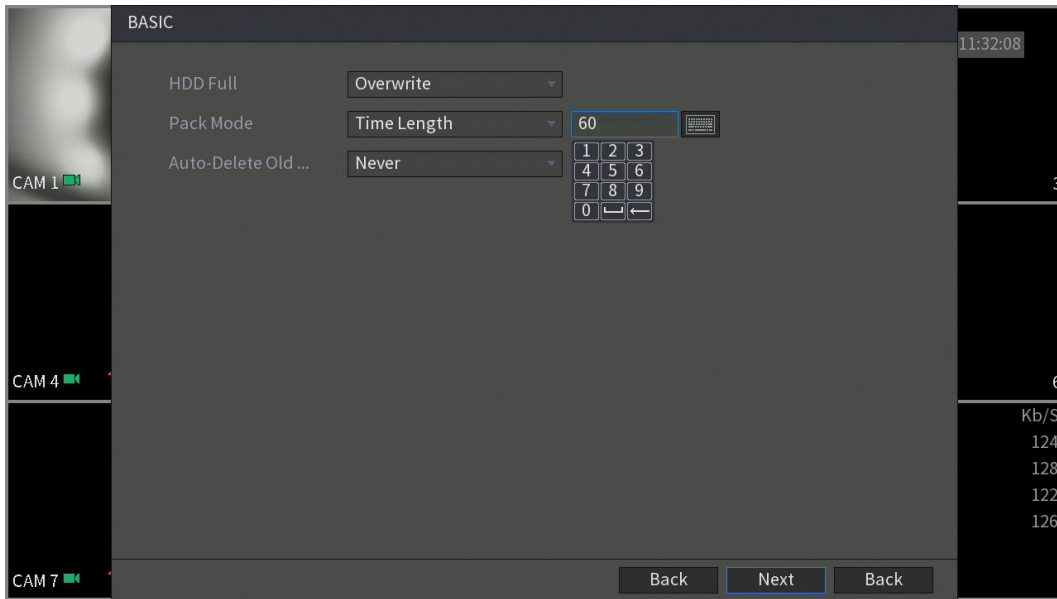 BASIC
11:32:08
HDD Full Overwrite
Pack Mode Time Length 60
Auto-Delete Old ... Never
1 2 3
4 5 6
7 8 9
0
CAM 1
3
CAM 4
6
Kb/S
124
128
122
126
CAM 7
Back Next Back